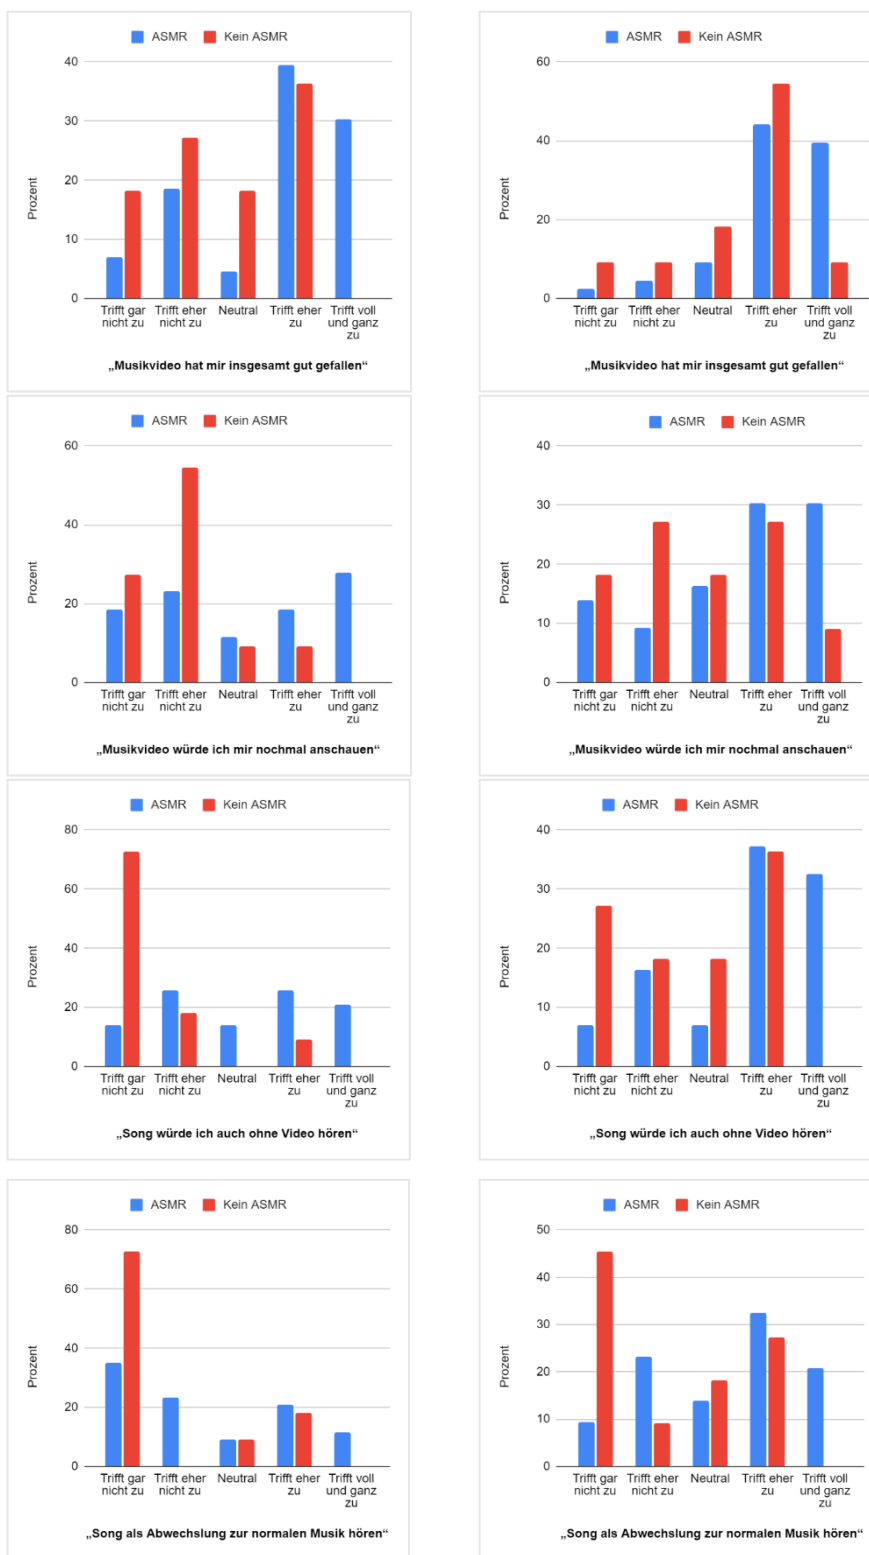 ASMR Kein ASMR
40
30
20
10
0
Prozent
Trifft gar nicht zu
Trifft eher nicht zu
Neutral
Trifft eher zu
Trifft voll und ganz zu
„Musikvideo hat mir insgesamt gut gefallen“
ASMR Kein ASMR
60
40
20
0
Prozent
Trifft gar nicht zu
Trifft eher nicht zu
Neutral
Trifft eher zu
Trifft voll und ganz zu
„Musikvideo hat mir insgesamt gut gefallen“
ASMR Kein ASMR
60
40
20
0
Prozent
Trifft gar nicht zu
Trifft eher nicht zu
Neutral
Trifft eher zu
Trifft voll und ganz zu
„Musikvideo würde ich mir nochmal anschauen“
ASMR Kein ASMR
40
30
20
10
0
Prozent
Trifft gar nicht zu
Trifft eher nicht zu
Neutral
Trifft eher zu
Trifft voll und ganz zu
„Musikvideo würde ich mir nochmal anschauen“
ASMR Kein ASMR
80
60
40
20
0
Prozent
Trifft gar nicht zu
Trifft eher nicht zu
Neutral
Trifft eher zu
Trifft voll und ganz zu
„Song würde ich auch ohne Video hören“
ASMR Kein ASMR
40
30
20
10
0
Prozent
Trifft gar nicht zu
Trifft eher nicht zu
Neutral
Trifft eher zu
Trifft voll und ganz zu
„Song würde ich auch ohne Video hören“
ASMR Kein ASMR
80
60
40
20
0
Prozent
Trifft gar nicht zu
Trifft eher nicht zu
Neutral
Trifft eher zu
Trifft voll und ganz zu
„Song als Abwechslung zur normalen Musik hören“
ASMR Kein ASMR
50
40
30
20
10
0
Prozent
Trifft gar nicht zu
Trifft eher nicht zu
Neutral
Trifft eher zu
Trifft voll und ganz zu
„Song als Abwechslung zur normalen Musik hören“